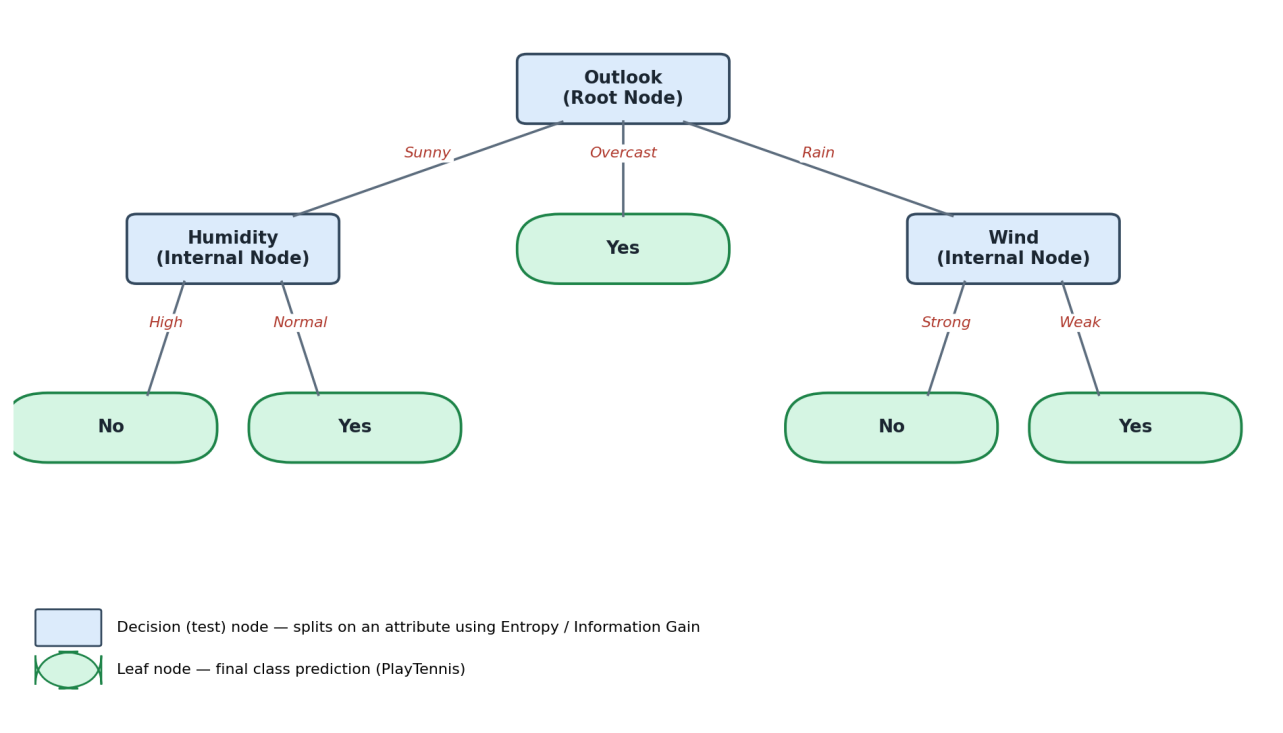 Outlook
(Root Node)
Sunny
Overcast
Rain
Humidity
(Internal Node)
Yes
Wind
(Internal Node)
High
Normal
Strong
Weak
No
Yes
No
Yes
Decision (test) node — splits on an attribute using Entropy / Information Gain
Leaf node — final class prediction (PlayTennis)